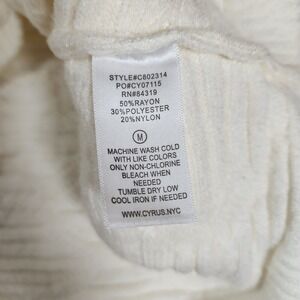 STYLE#C802314
PO#CY07115
RN#84319
50%RAYON
30%POLYESTER
20%NYLON
M
MACHINE WASH COLD
WITH LIKE COLORS
ONLY NON-CHLORINE
BLEACH WHEN
NEEDED
TUMBLE DRY LOW
COOL IRON IF NEEDED
WWW.CYRUS.NYC